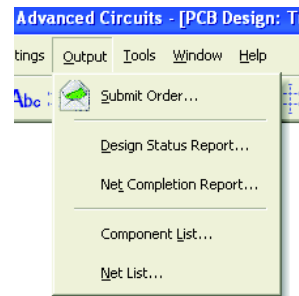 Advanced Circuits - [PCB Design: T
tings Output Tools Window Help
Abc
Submit Order...
Design Status Report...
Net Completion Report...
Component List...
Net List...